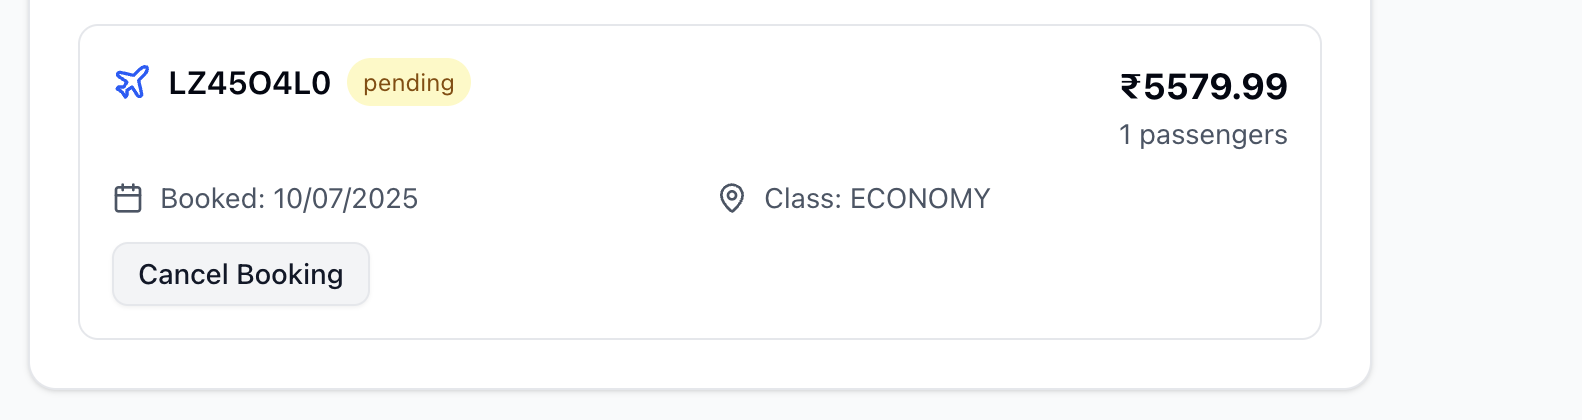 LZ45O4L0 pending
₹5579.99
1 passengers
Booked: 10/07/2025
Class: ECONOMY
Cancel Booking